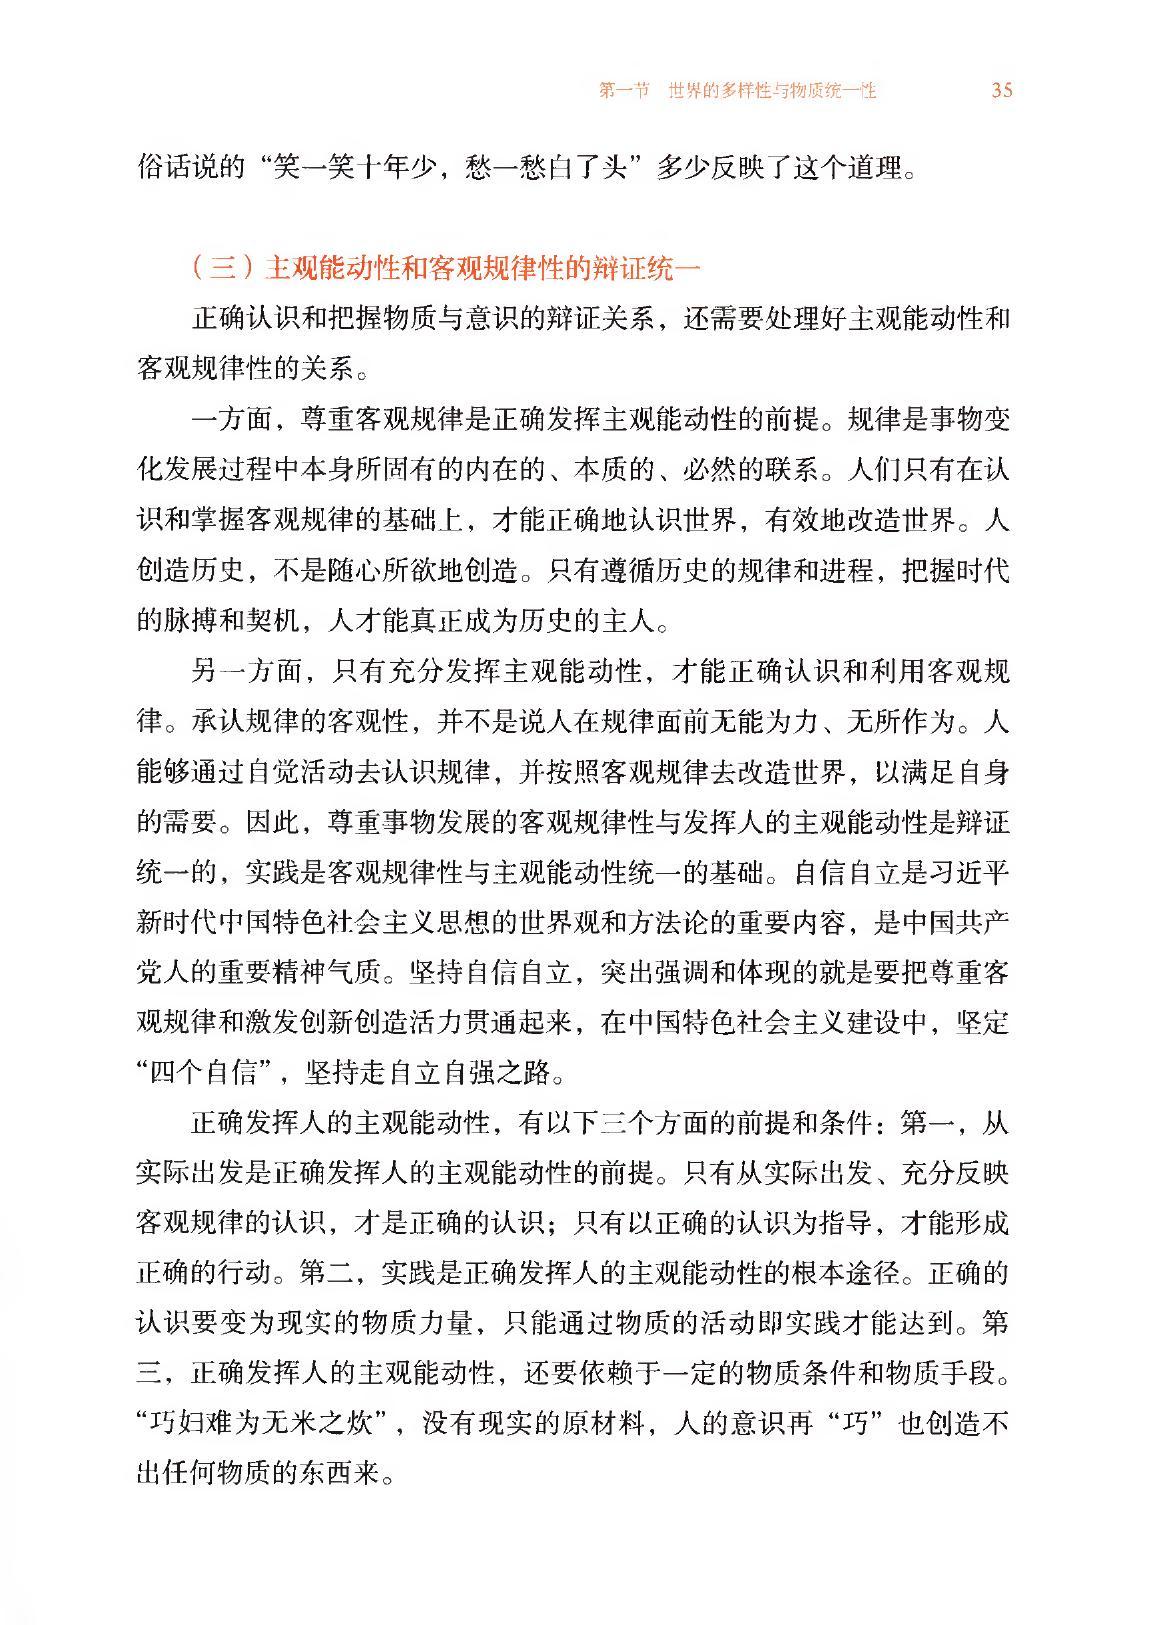 第一节 世界的多样性与物质统一性 35
俗话说的“笑一笑十年少，愁一愁白了头”多少反映了这个道理。
（三）主观能动性和客观规律性的辩证统一
正确认识和把握物质与意识的辩证关系，还需要处理好主观能动性和
客观规律性的关系。
一方面，尊重客观规律是正确发挥主观能动性的前提。规律是事物变
化发展过程中本身所固有的内在的、本质的、必然的联系。人们只有在认
识和掌握客观规律的基础上，才能正确地认识世界，有效地改造世界。人
创造历史，不是随心所欲地创造。只有遵循历史的规律和进程，把握时代
的脉搏和契机，人才能真正成为历史的主人。
另一方面，只有充分发挥主观能动性，才能正确认识和利用客观规
律。承认规律的客观性，并不是说人在规律面前无能为力、无所作为。人
能够通过自觉活动去认识规律，并按照客观规律去改造世界，以满足自身
的需要。因此，尊重事物发展的客观规律性与发挥人的主观能动性是辩证
统一的，实践是客观规律性与主观能动性统一的基础。自信自立是习近平
新时代中国特色社会主义思想的世界观和方法论的重要内容，是中国共产
党人的重要精神气质。坚持自信自立，突出强调和体现的就是要把尊重客
观规律和激发创新创造活力贯通起来，在中国特色社会主义建设中，坚定
“四个自信”，坚持走自立自强之路。
正确发挥人的主观能动性，有以下三个方面的前提和条件：第一，从
实际出发是正确发挥人的主观能动性的前提。只有从实际出发、充分反映
客观规律的认识，才是正确的认识；只有以正确的认识为指导，才能形成
正确的行动。第二，实践是正确发挥人的主观能动性的根本途径。正确的
认识要变为现实的物质力量，只能通过物质的活动即实践才能达到。第
三，正确发挥人的主观能动性，还要依赖于一定的物质条件和物质手段。
“巧妇难为无米之炊”，没有现实的原材料，人的意识再“巧”也创造不
出任何物质的东西来。